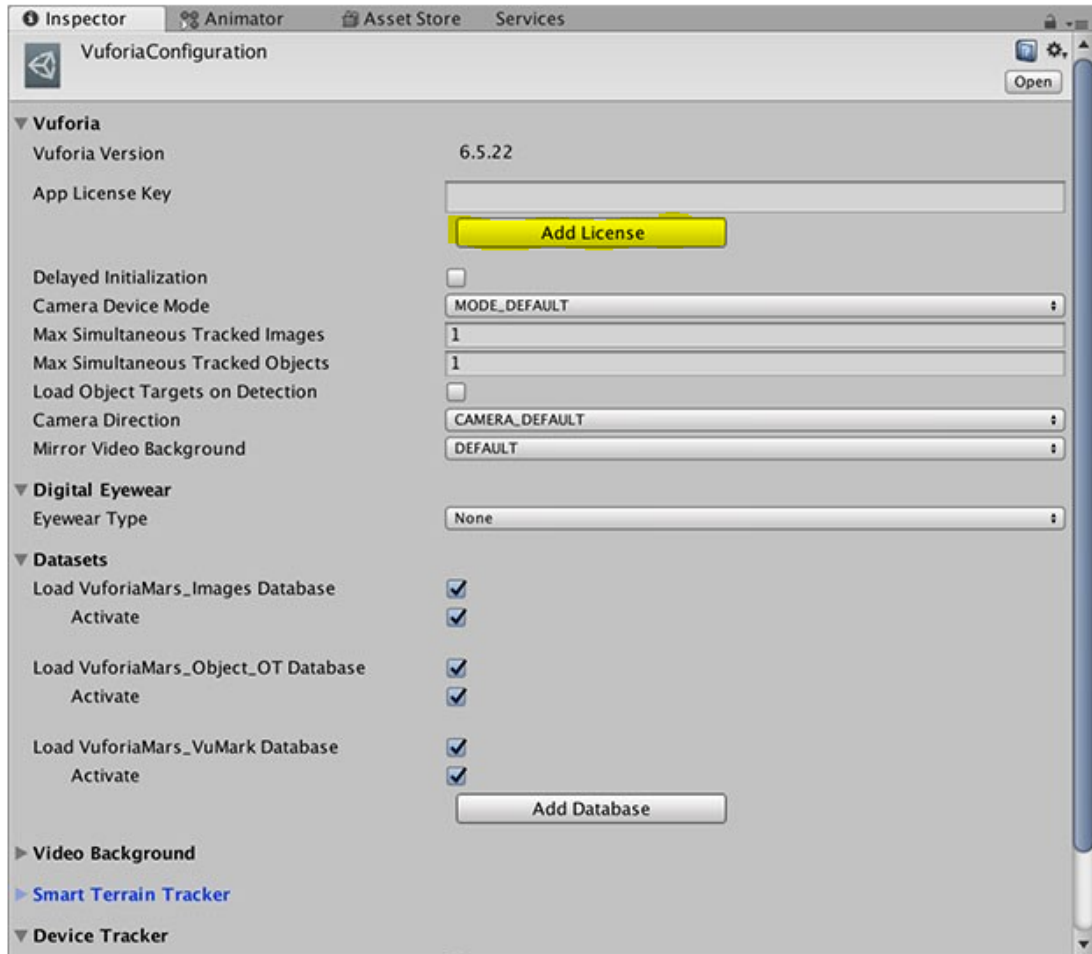 Inspector Animator Asset Store Services
VuforiaConfiguration
Open
Vuforia
Vuforia Version 6.5.22
App License Key
Add License
Delayed Initialization
Camera Device Mode MODE_DEFAULT
Max Simultaneous Tracked Images 1
Max Simultaneous Tracked Objects 1
Load Object Targets on Detection
Camera Direction CAMERA_DEFAULT
Mirror Video Background DEFAULT
Digital Eyewear
Eyewear Type None
Datasets
Load VuforiaMars_Images Database
Activate
Load VuforiaMars_Object_OT Database
Activate
Load VuforiaMars_VuMark Database
Activate
Add Database
Video Background
Smart Terrain Tracker
Device Tracker